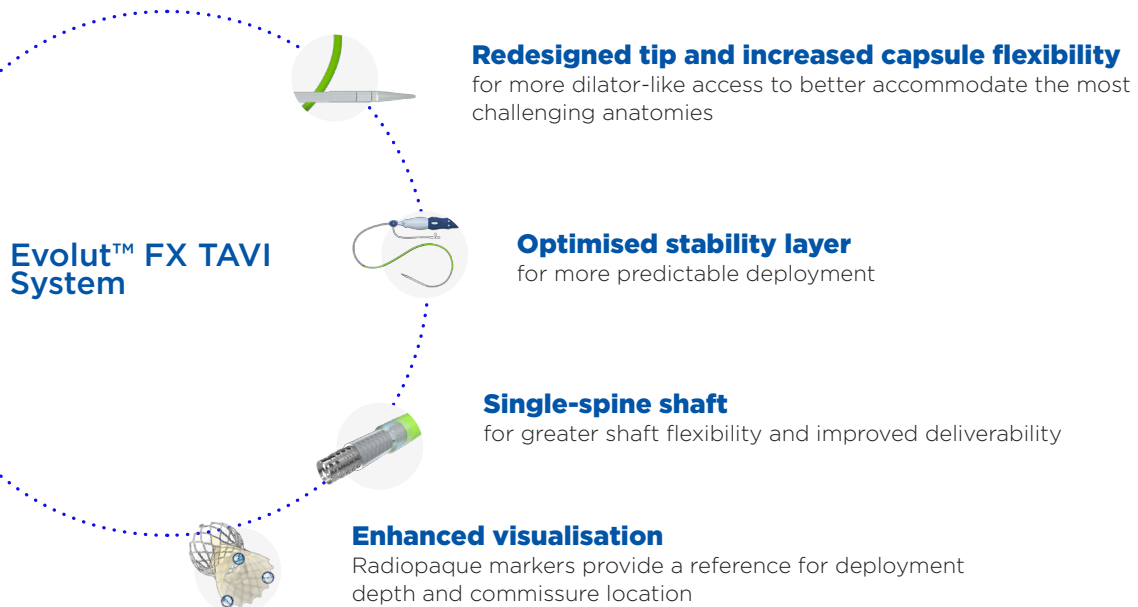 Redesigned tip and increased capsule flexibility
for more dilator-like access to better accommodate the most
challenging anatomies
Evolut™ FX TAVI
System
Optimised stability layer
for more predictable deployment
Single-spine shaft
for greater shaft flexibility and improved deliverability
Enhanced visualisation
Radiopaque markers provide a reference for deployment
depth and commissure location